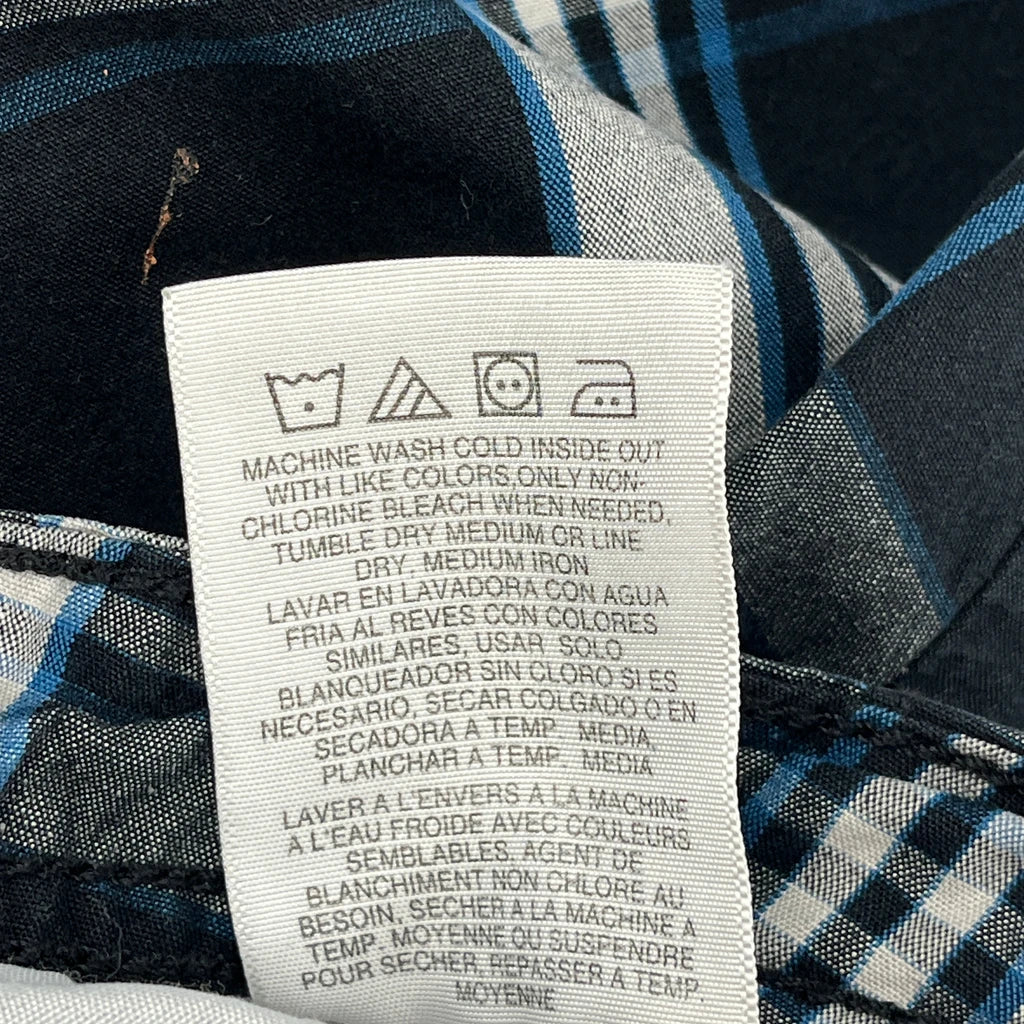 MACHINE WASH COLD INSIDE OUT
WITH LIKE COLORS,ONLY NON-
CHLORINE BLEACH WHEN NEEDED,
TUMBLE DRY MEDIUM OR LINE
DRY, MEDIUM IRON
LAVAR EN LAVADORA CON AGUA
FRIA AL REVES CON COLORES
SIMILARES, USAR SOLO
BLANQUEADOR SIN CLORO SI ES
NECESARIO, SECAR COLGADO O EN
SECADORA A TEMP. MEDIA,
PLANCHAR A TEMP. MEDIA
LAVER A L'ENVERS A LA MACHINE
A L'EAU FROIDE AVEC COULEURS
SEMBLABLES, AGENT DE
BLANCHIMENT NON CHLORE AU
BESOIN, SECHER A LA MACHINE A
TEMP. MOYENNE OU SUSPENDRE
POUR SECHER, REPASSER A TEMP.
MOYENNE